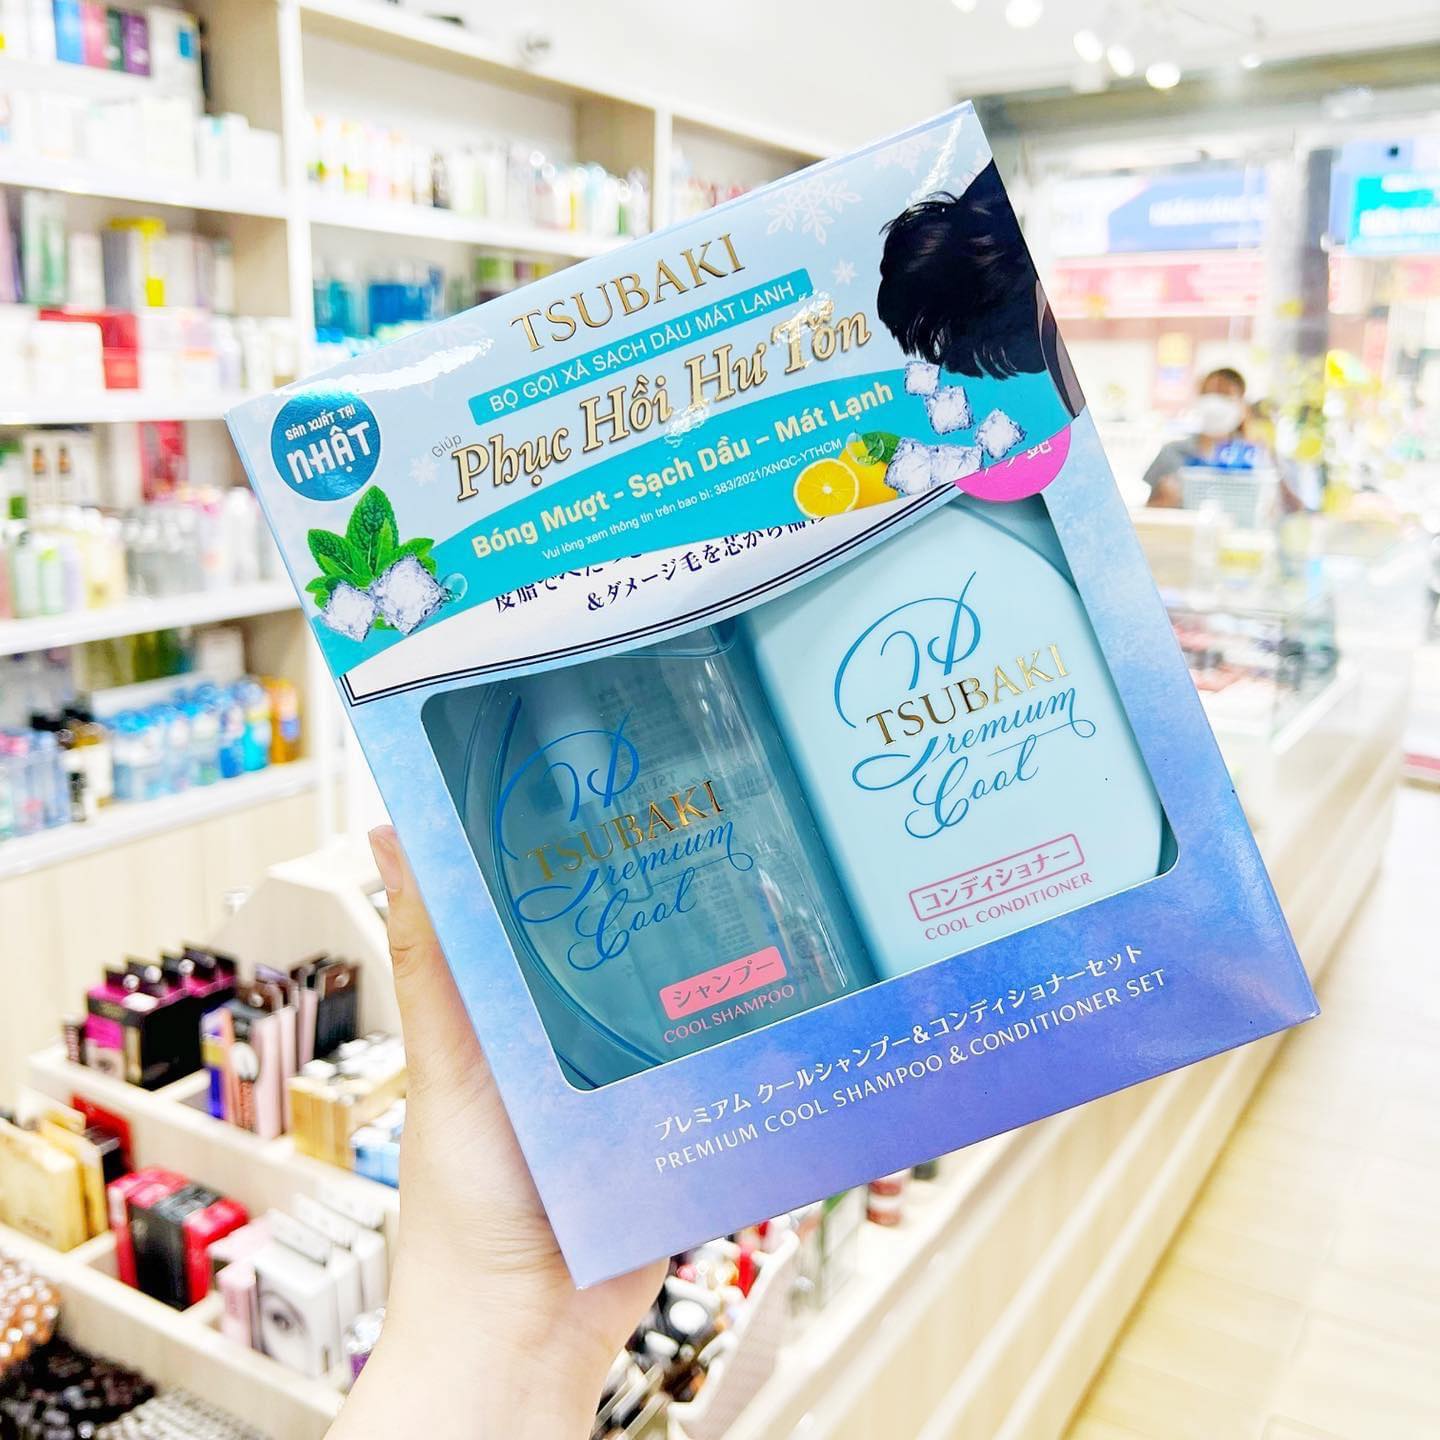 TSUBAKI
BỘ GỘI XẢ SẠCH DẦU MÁT LẠNH
Giúp
Phục Hồi Hư Tổn
SẢN XUẤT TẠI
NHẬT
Bóng Mượt - Sạch Dầu - Mát Lạnh
Vui lòng xem thông tin trên bao bì: 383/2021/XNQC-YTHCM
&ダメージ毛を芯から補修
TSUBAKI
Premium
Cool
シャンプー
COOL SHAMPOO
TSUBAKI
Premium
Cool
コンディショナー
COOL CONDITIONER
プレミアム クールシャンプー&コンディショナーセット
PREMIUM COOL SHAMPOO & CONDITIONER SET